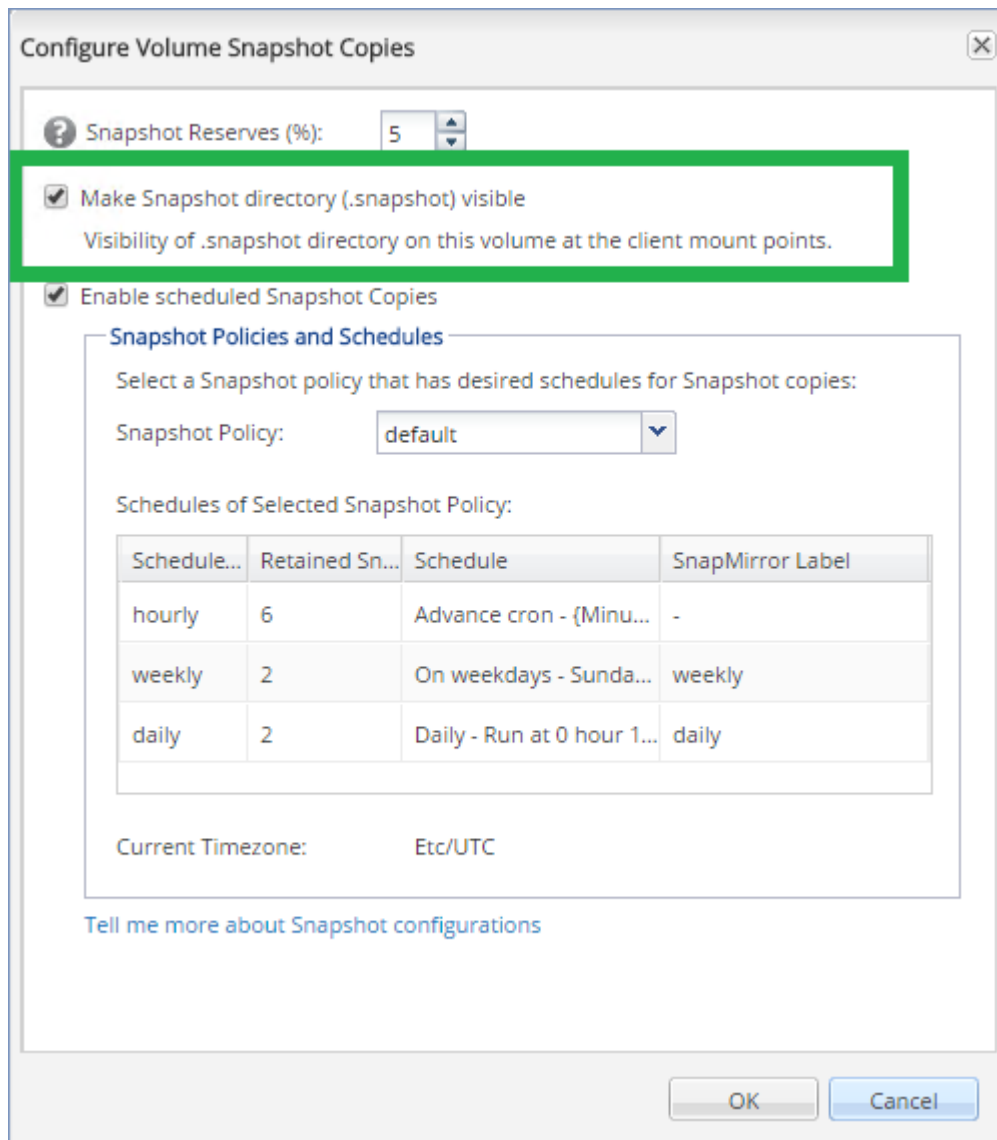 Configure Volume Snapshot Copies
Snapshot Reserves (%): 5
Make Snapshot directory (.snapshot) visible
Visibility of .snapshot directory on this volume at the client mount points.
Enable scheduled Snapshot Copies
Snapshot Policies and Schedules
Select a Snapshot policy that has desired schedules for Snapshot copies:
Snapshot Policy: default
Schedules of Selected Snapshot Policy:
Schedule... Retained Sn... Schedule SnapMirror Label
hourly 6 Advance cron - {Minu... -
weekly 2 On weekdays - Sunda... weekly
daily 2 Daily - Run at 0 hour 1... daily
Current Timezone: Etc/UTC
Tell me more about Snapshot configurations
OK Cancel